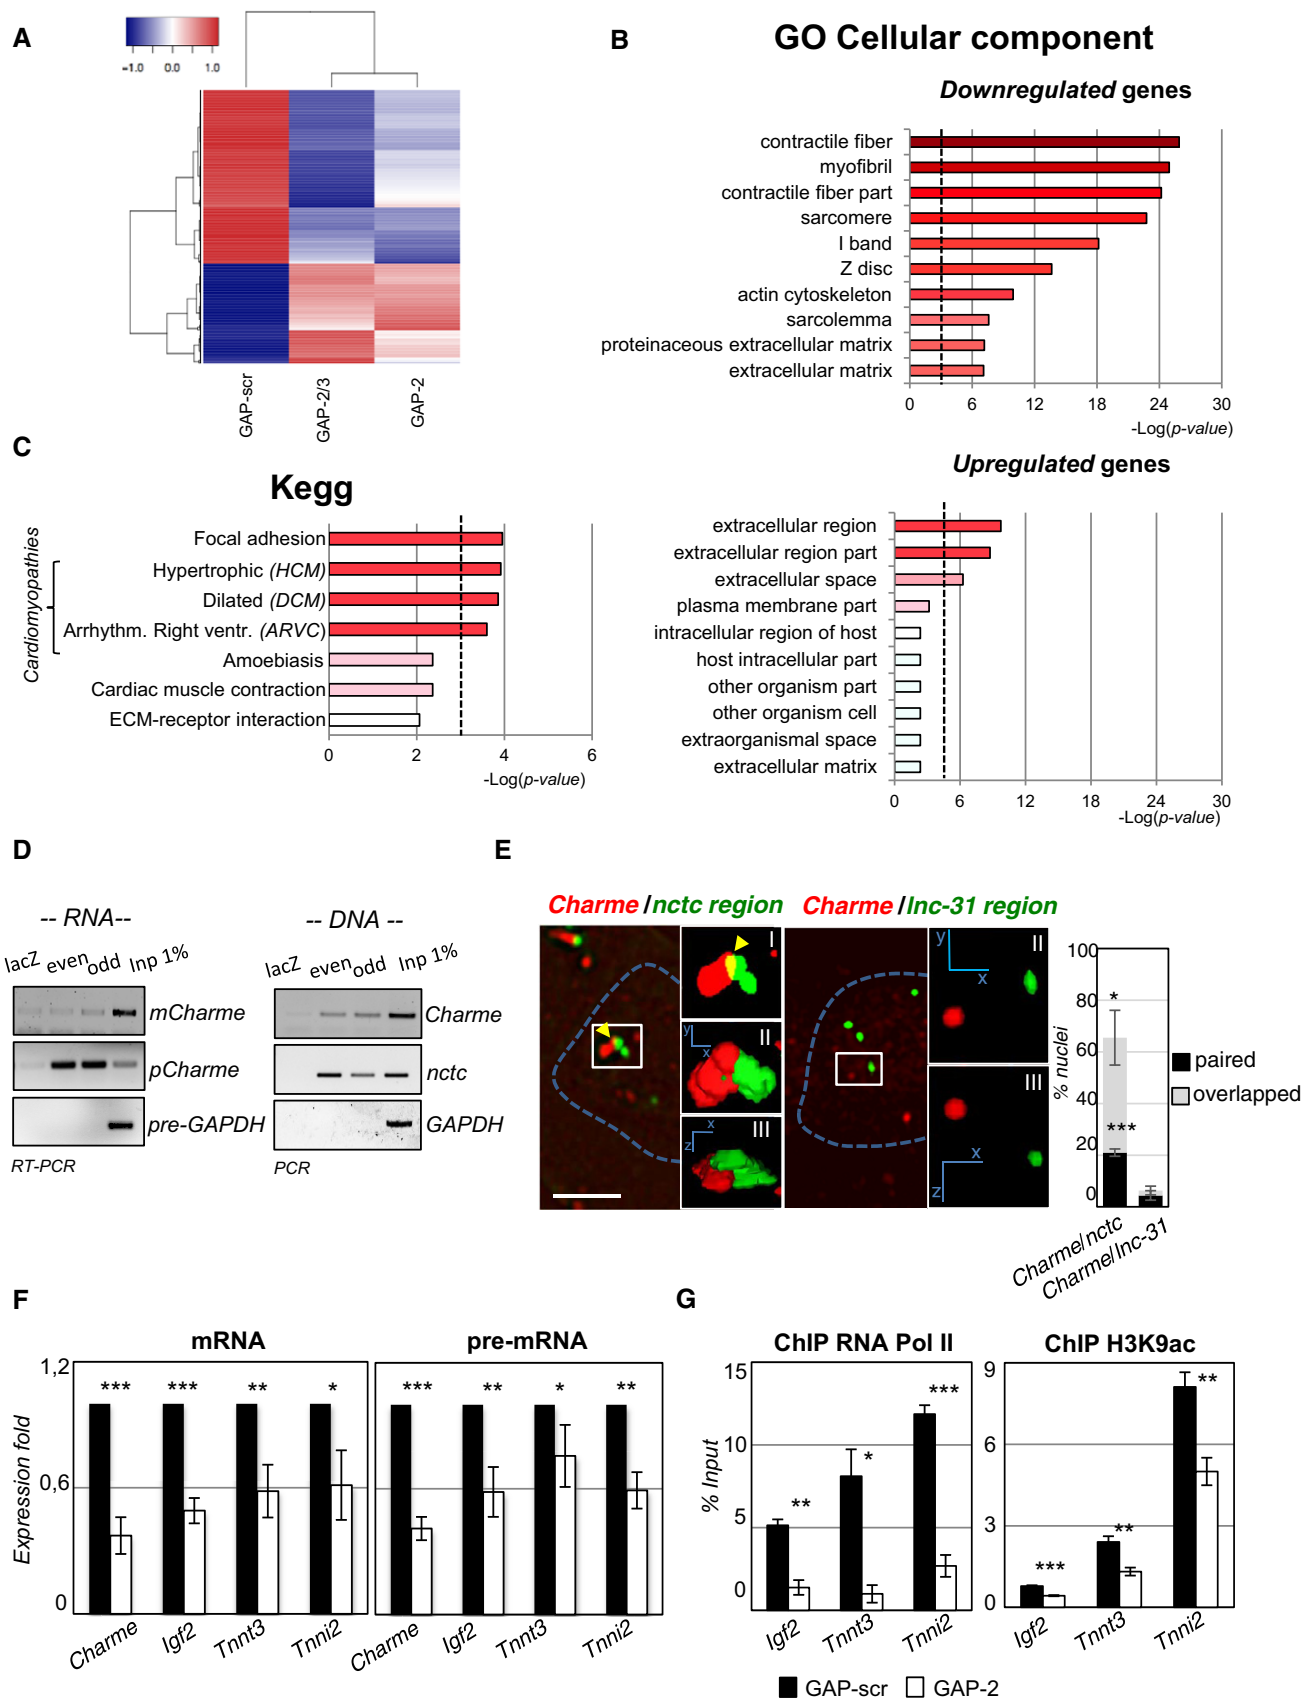 A
-1.0 0.0 1.0
GAP-scr
GAP-2/3
GAP-2
B
GO Cellular component
Downregulated genes
contractile fiber
myofibril
contractile fiber part
sarcomere
I band
Z disc
actin cytoskeleton
sarcolemma
proteinaceous extracellular matrix
extracellular matrix
0 6 12 18 24 30
-Log(p-value)
Upregulated genes
extracellular region
extracellular region part
extracellular space
plasma membrane part
intracellular region of host
host intracellular part
other organism part
other organism cell
extraorganismal space
extracellular matrix
0 6 12 18 24 30
-Log(p-value)
C
Kegg
Cardiomyopathies
Focal adhesion
Hypertrophic (HCM)
Dilated (DCM)
Arrhythm. Right ventr. (ARVC)
Amoebiasis
Cardiac muscle contraction
ECM-receptor interaction
0 2 4 6
-Log(p-value)
D
-- RNA--
lacZ even odd Inp 1%
mCharme
pCharme
pre-GAPDH
RT-PCR
-- DNA --
lacZ even odd Inp 1%
Charme
nctc
GAPDH
PCR
E
Charme/nctc region
I
II
y
x
III
x
z
Charme/lnc-31 region
II
y
x
III
x
z
% nuclei
100
80
60
40
20
0
*
***
paired
overlapped
Charme/nctc
Charme/lnc-31
F
mRNA
Expression fold
1,2
0,6
0
*** *** ** *
Charme Igf2 Tnnt3 Tnni2
pre-mRNA
*** ** * **
Charme Igf2 Tnnt3 Tnni2
G
ChIP RNA Pol II
% Input
15
10
5
0
** * ***
Igf2 Tnnt3 Tnni2
ChIP H3K9ac
9
6
3
0
*** ** **
Igf2 Tnnt3 Tnni2
GAP-scr GAP-2